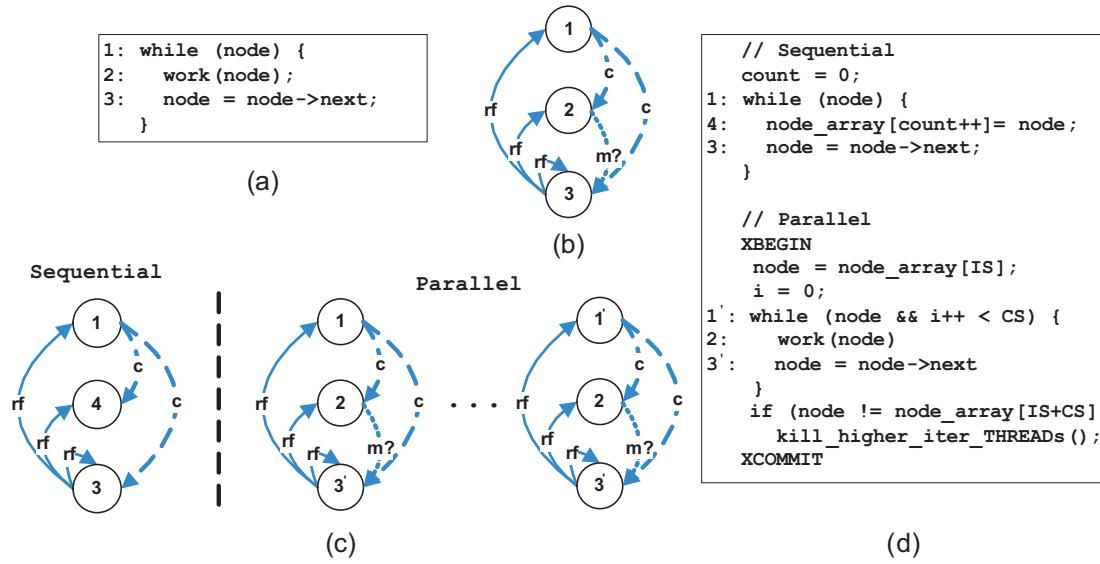 1: while (node) {
2:   work(node);
3:   node = node->next;
   }
(a)
1
c
c
2
rf
rf
rf
m?
3
(b)
Sequential
1
c
c
4
rf
rf
rf
3
Parallel
1
c
c
2
rf
rf
rf
m?
3'
. . . .
1'
c
c
2
rf
rf
rf
m?
3'
(c)
// Sequential
count = 0;
1: while (node) {
4:   node_array[count++]= node;
3:   node = node->next;
   }
// Parallel
XBEGIN
node = node_array[IS];
i = 0;
1': while (node && i++ < CS) {
2:   work(node)
3':   node = node->next
}
if (node != node_array[IS+CS]
kill_higher_iter_THREADs();
XCOMMIT
(d)